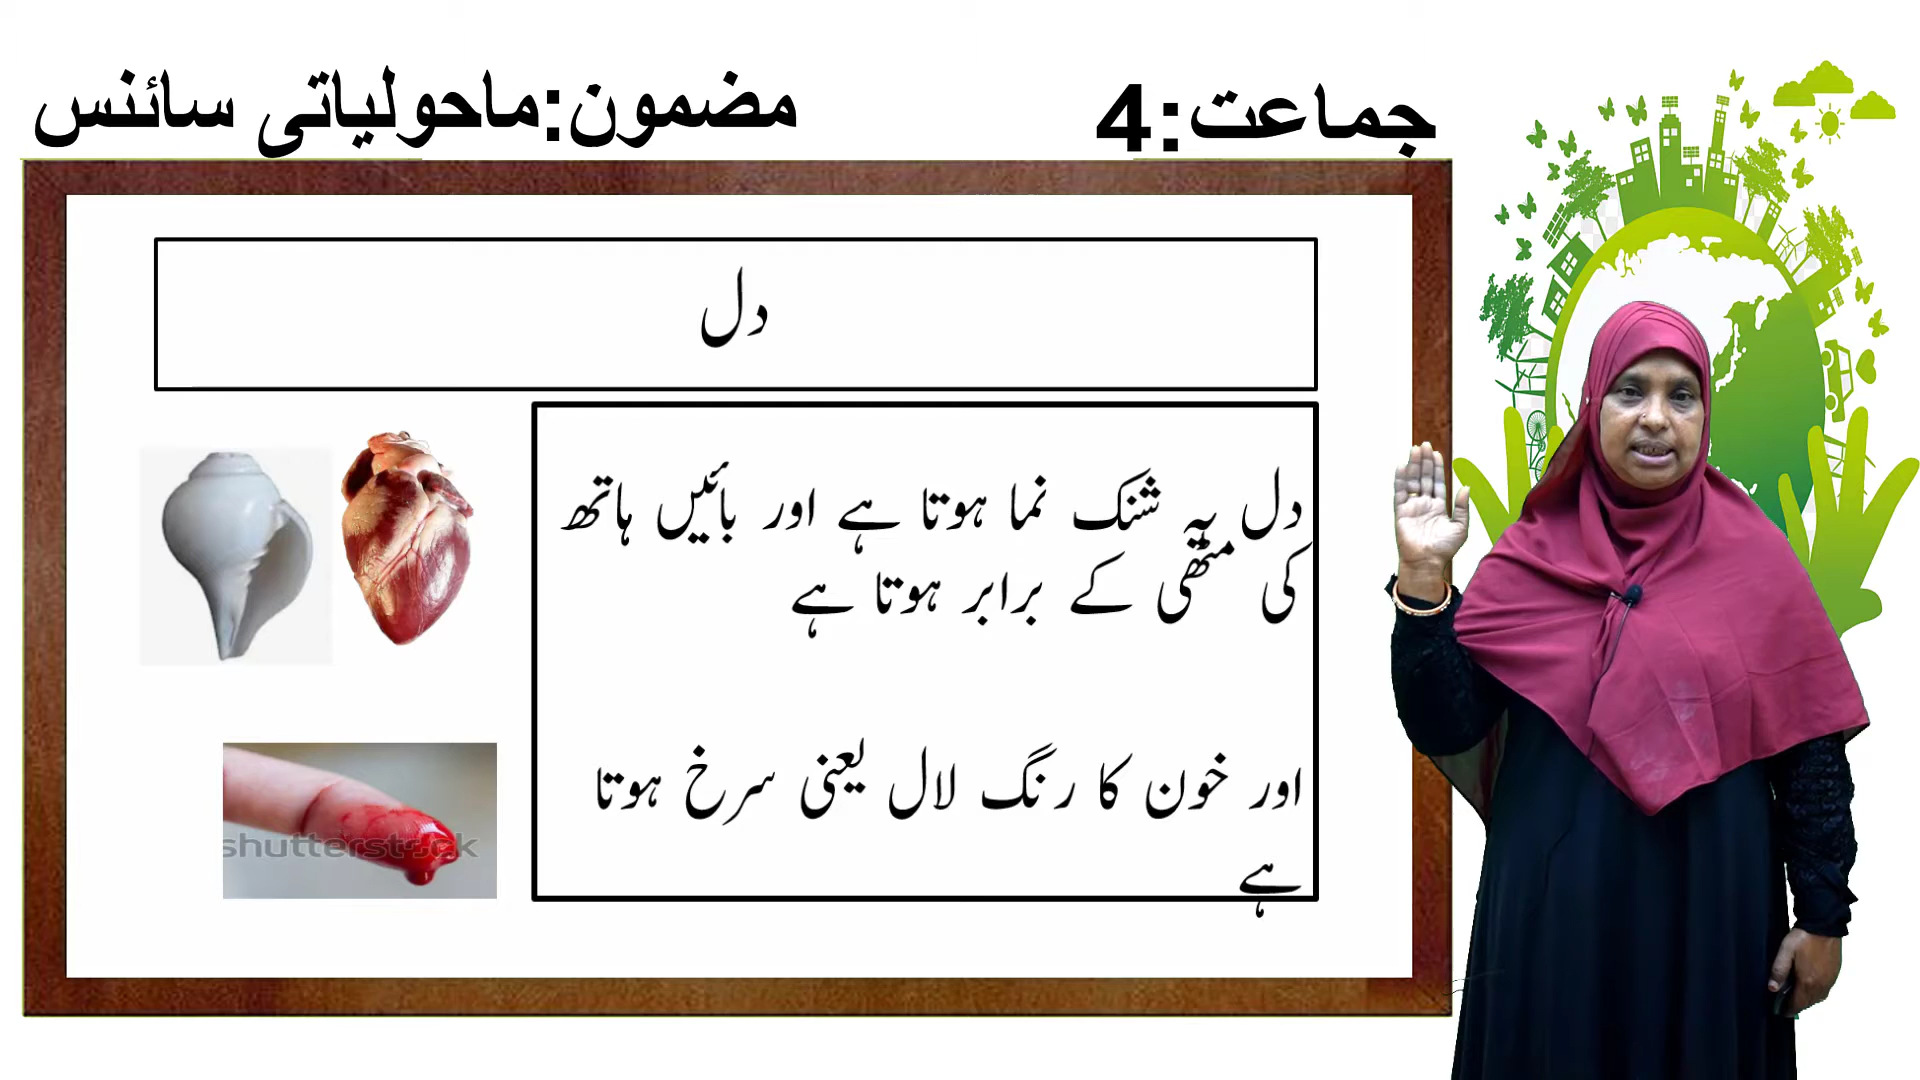 جماعت:4
مضمون:ماحولیاتی سائنس
دل
دل یہ شنک نما ہوتا ہے اور بائیں ہاتھ
کی مٹھی کے برابر ہوتا ہے
اور خون کا رنگ لال یعنی سرخ ہوتا
ہے
shutterstock